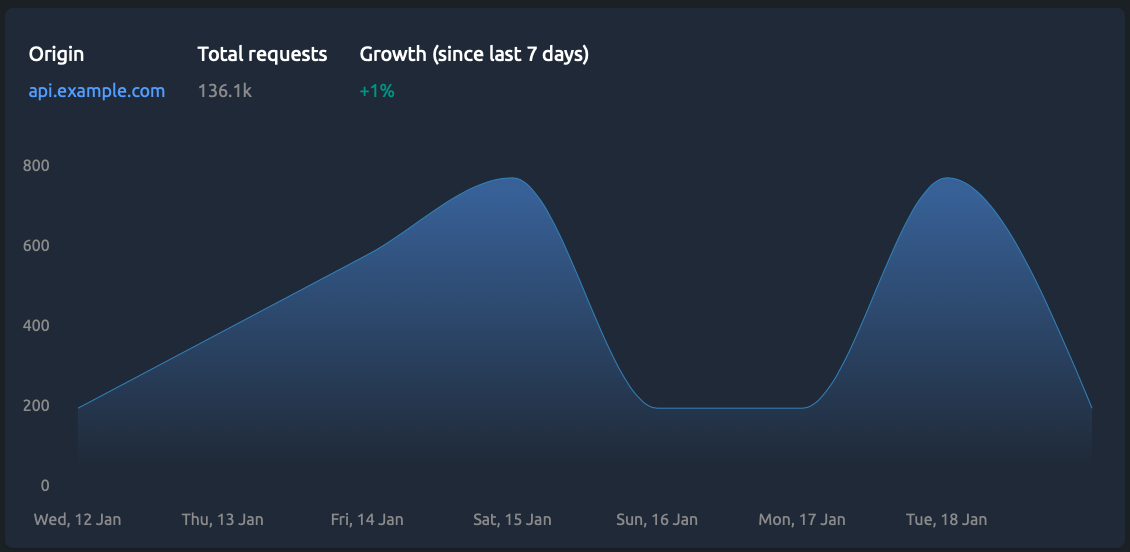 Origin Total requests Growth (since last 7 days)
api.example.com 136.1k +1%
800
600
400
200
0
Wed, 12 Jan Thu, 13 Jan Fri, 14 Jan Sat, 15 Jan Sun, 16 Jan Mon, 17 Jan Tue, 18 Jan